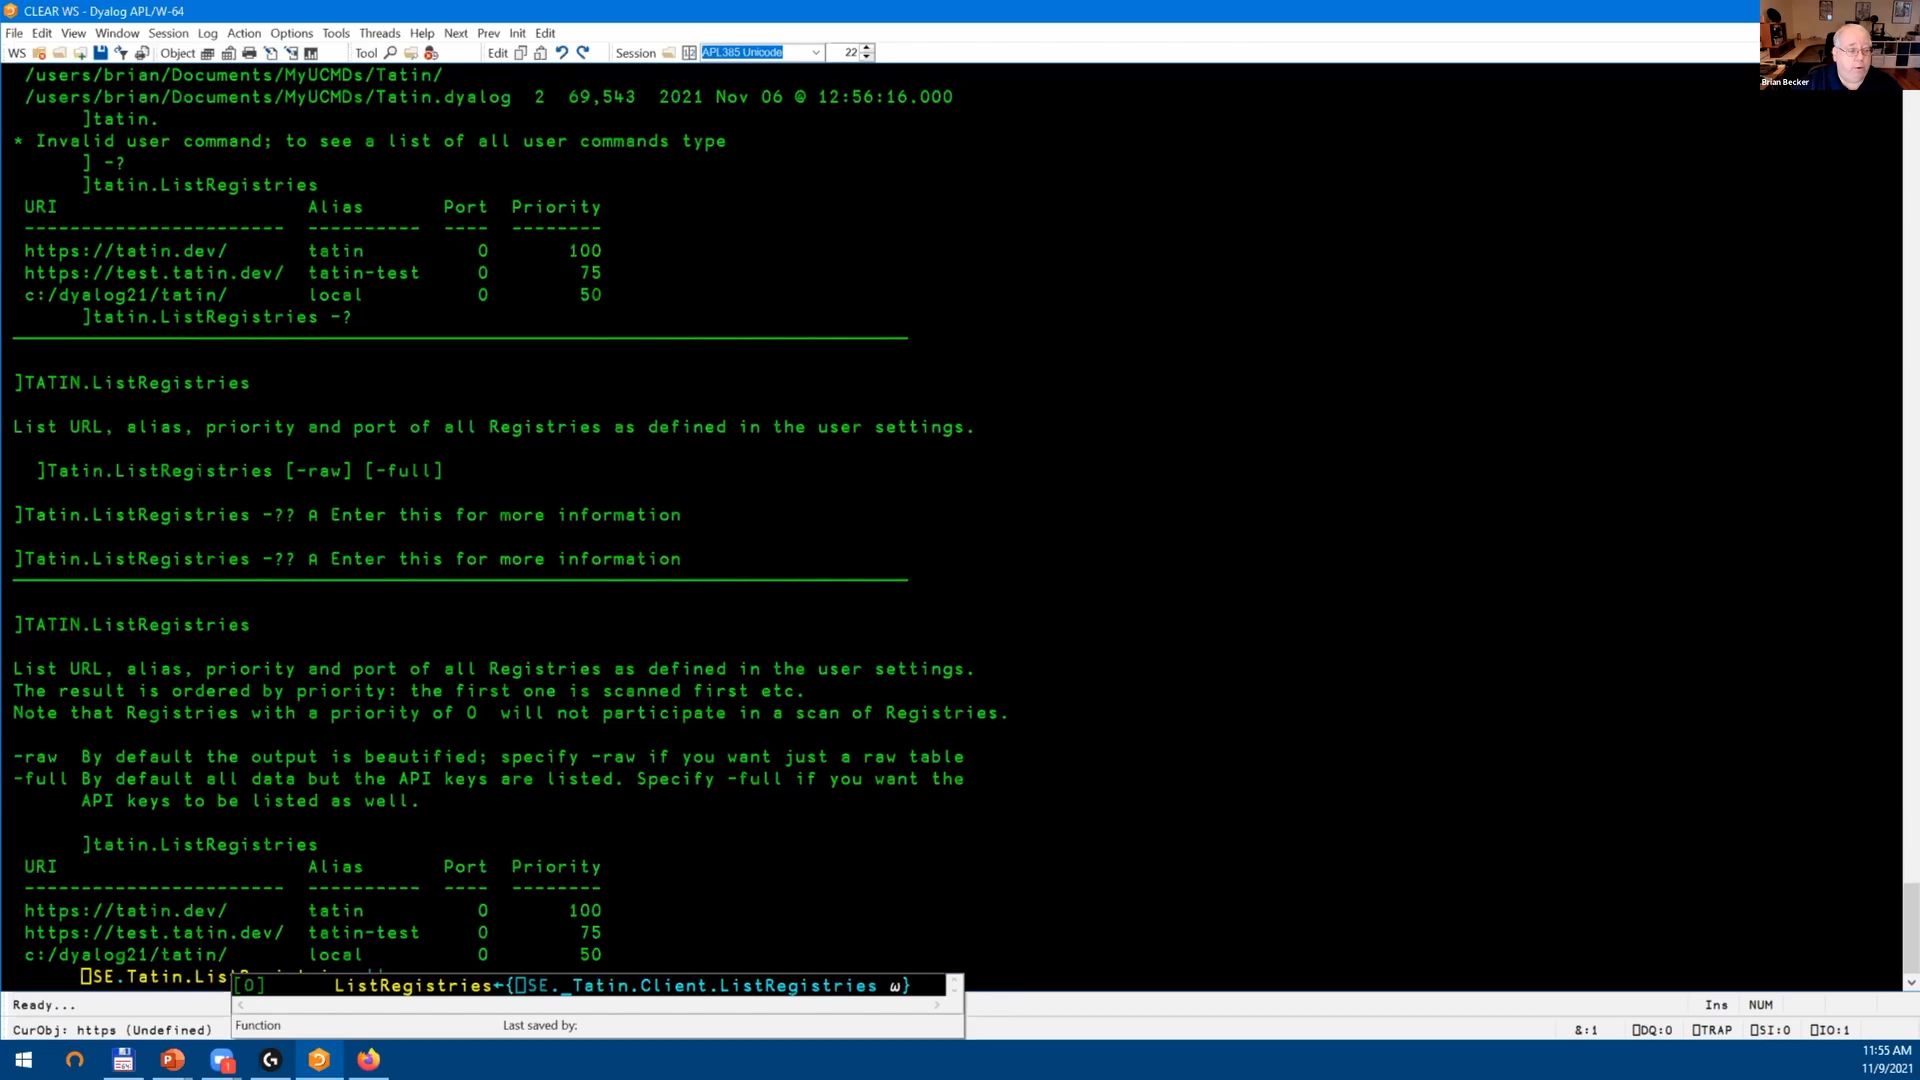 CLEAR WS - Dyalog APL/W-64
File Edit View Window Session Log Action Options Tools Threads Help Next Prev Init Edit
WS Object Tool Edit Session APL385 Unicode 22
Brian Becker
/users/brian/Documents/MyUCMDs/Tatin/
/users/brian/Documents/MyUCMDs/Tatin.dyalog 2 69,543 2021 Nov 06 @ 12:56:16.000
]tatin.
* Invalid user command; to see a list of all user commands type
] -?
]tatin.ListRegistries
URI Alias Port Priority
----------------------- ---------- ---- --------
https://tatin.dev/ tatin 0 100
https://test.tatin.dev/ tatin-test 0 75
c:/dyalog21/tatin/ local 0 50
]tatin.ListRegistries -?
]TATIN.ListRegistries
List URL, alias, priority and port of all Registries as defined in the user settings.
]Tatin.ListRegistries [-raw] [-full]
]Tatin.ListRegistries -?? ⍝ Enter this for more information
]Tatin.ListRegistries -?? ⍝ Enter this for more information
]TATIN.ListRegistries
List URL, alias, priority and port of all Registries as defined in the user settings.
The result is ordered by priority: the first one is scanned first etc.
Note that Registries with a priority of 0 will not participate in a scan of Registries.
-raw By default the output is beautified; specify -raw if you want just a raw table
-full By default all data but the API keys are listed. Specify -full if you want the
API keys to be listed as well.
]tatin.ListRegistries
URI Alias Port Priority
----------------------- ---------- ---- --------
https://tatin.dev/ tatin 0 100
https://test.tatin.dev/ tatin-test 0 75
c:/dyalog21/tatin/ local 0 50
⎕SE.Tatin.Lis
[0] ListRegistries←{⎕SE._Tatin.Client.ListRegistries ⍵}
Function Last saved by:
Ready... Ins NUM
CurObj: https (Undefined) &:1 ⎕DQ:0 ⎕TRAP ⎕SI:0 ⎕IO:1
11:55 AM
11/9/2021